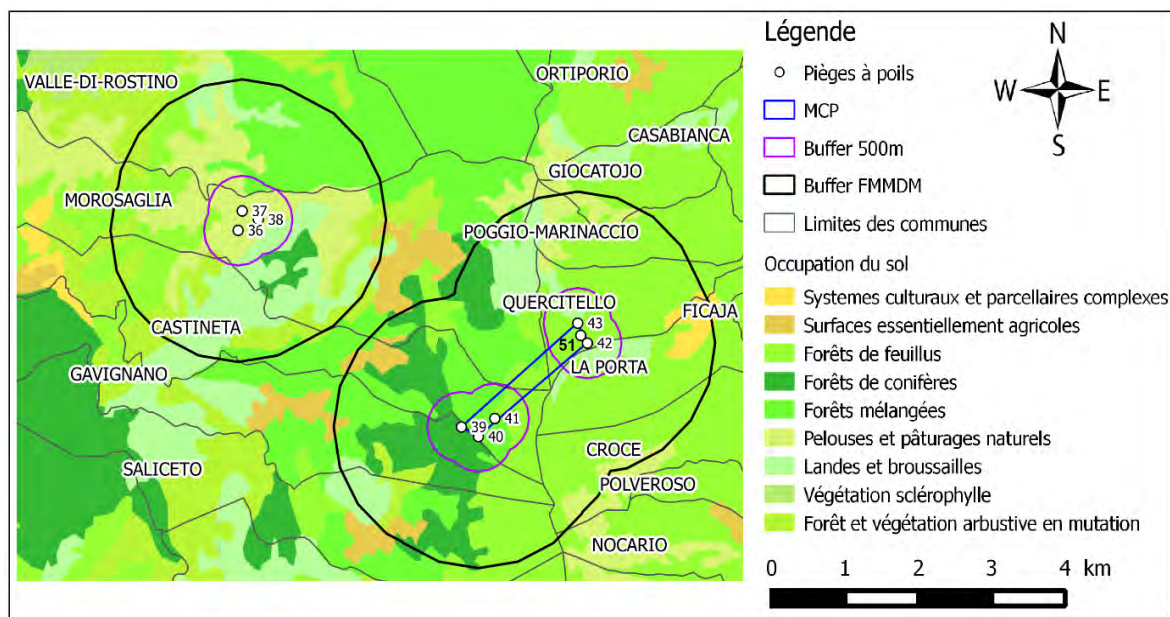 VALLE-DI-ROSTINO
ORTIPORIO
CASABIANCA
GIOCATOJO
MOROSAGLIA
37
38
36
POGGIO-MARINACCIO
QUERCITELLO
43
FICAJA
CASTINETA
51
42
LA PORTA
GAVIGNANO
41
39
40
CROCE
SALICETO
POLVEROSO
NOCARIO
Légende
Pièges à poils
MCP
Buffer 500m
Buffer FMMDM
Limites des communes
Occupation du sol
Systemes culturaux et parcellaires complexes
Surfaces essentiellement agricoles
Forêts de feuillus
Forêts de conifères
Forêts mélangées
Pelouses et pâturages naturels
Landes et broussailles
Végétation sclérophylle
Forêt et végétation arbustive en mutation
N
W E
S
0 1 2 3 4 km